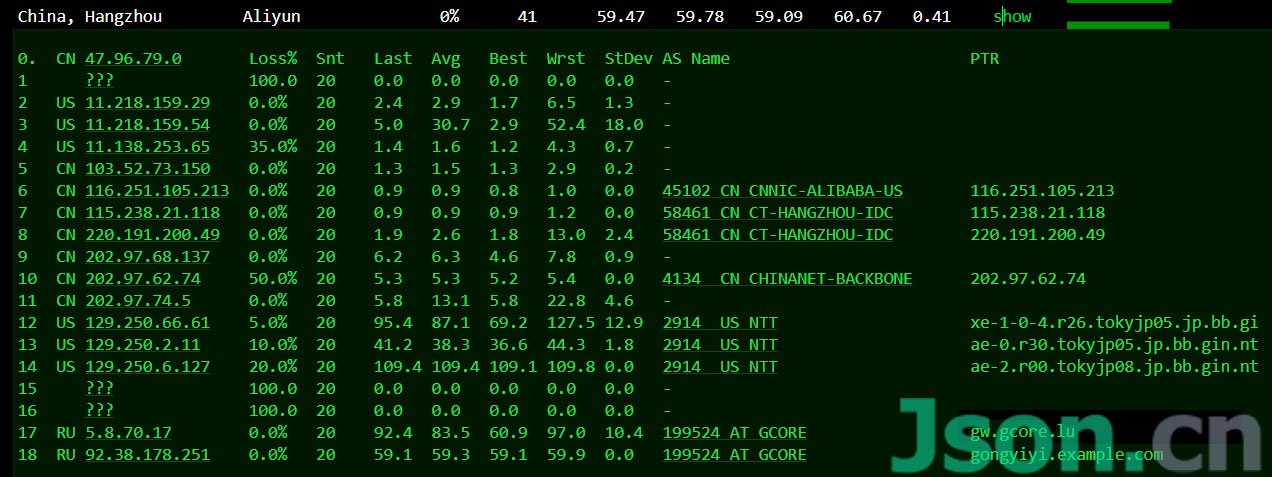 China, Hangzhou Aliyun 0% 41 59.47 59.78 59.09 60.67 0.41 show
0. CN 47.96.79.0 Loss% Snt Last Avg Best Wrst StDev AS Name PTR
1 ??? 100.0 20 0.0 0.0 0.0 0.0 0.0 -
2 US 11.218.159.29 0.0% 20 2.4 2.9 1.7 6.5 1.3 -
3 US 11.218.159.54 0.0% 20 5.0 30.7 2.9 52.4 18.0 -
4 US 11.138.253.65 35.0% 20 1.4 1.6 1.2 4.3 0.7 -
5 CN 103.52.73.150 0.0% 20 1.3 1.5 1.3 2.9 0.2 -
6 CN 116.251.105.213 0.0% 20 0.9 0.9 0.8 1.0 0.0 45102 CN CNNIC-ALIBABA-US 116.251.105.213
7 CN 115.238.21.118 0.0% 20 0.9 0.9 0.9 1.2 0.0 58461 CN CT-HANGZHOU-IDC 115.238.21.118
8 CN 220.191.200.49 0.0% 20 1.9 2.6 1.8 13.0 2.4 58461 CN CT-HANGZHOU-IDC 220.191.200.49
9 CN 202.97.68.137 0.0% 20 6.2 6.3 4.6 7.8 0.9 -
10 CN 202.97.62.74 50.0% 20 5.3 5.3 5.2 5.4 0.0 4134 CN CHINANET-BACKBONE 202.97.62.74
11 CN 202.97.74.5 0.0% 20 5.8 13.1 5.8 22.8 4.6 -
12 US 129.250.66.61 5.0% 20 95.4 87.1 69.2 127.5 12.9 2914 US NTT xe-1-0-4.r26.tokyjp05.jp.bb.gi
13 US 129.250.2.11 10.0% 20 41.2 38.3 36.6 44.3 1.8 2914 US NTT ae-0.r30.tokyjp05.jp.bb.gin.nt
14 US 129.250.6.127 20.0% 20 109.4 109.4 109.1 109.8 0.0 2914 US NTT ae-2.r00.tokyjp08.jp.bb.gin.nt
15 ??? 100.0 20 0.0 0.0 0.0 0.0 0.0 -
16 ??? 100.0 20 0.0 0.0 0.0 0.0 0.0 -
17 RU 5.8.70.17 0.0% 20 92.4 83.5 60.9 97.0 10.4 199524 AT GCORE gw.gcore.lu
18 RU 92.38.178.251 0.0% 20 59.1 59.3 59.1 59.9 0.0 199524 AT GCORE gongyiyi.example.com
Json.cn